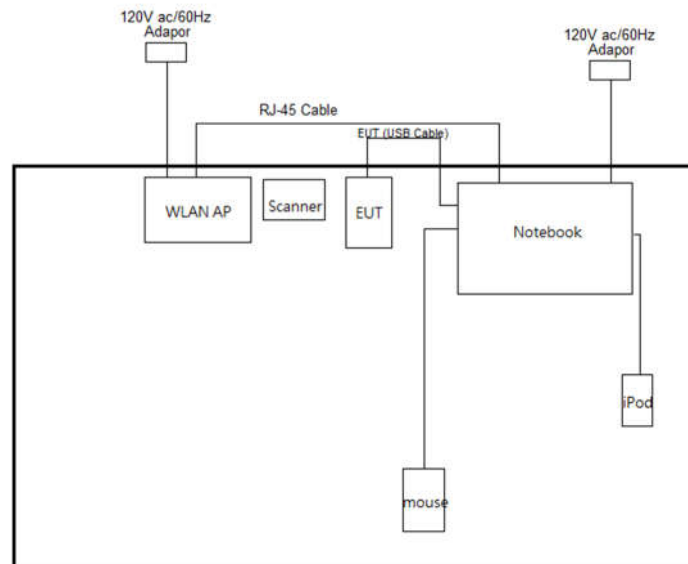 120V ac/60Hz
Adapor
120V ac/60Hz
Adapor
RJ-45 Cable
EUT (USB Cable)
WLAN AP
Scanner
EUT
Notebook
iPod
mouse